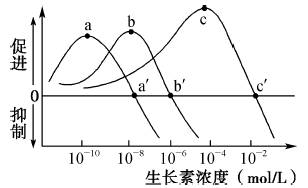 a b c
促进
0 a′ b′ c′
抑制
10⁻¹⁰ 10⁻⁸ 10⁻⁶ 10⁻⁴ 10⁻²
生长素浓度（mol/L）